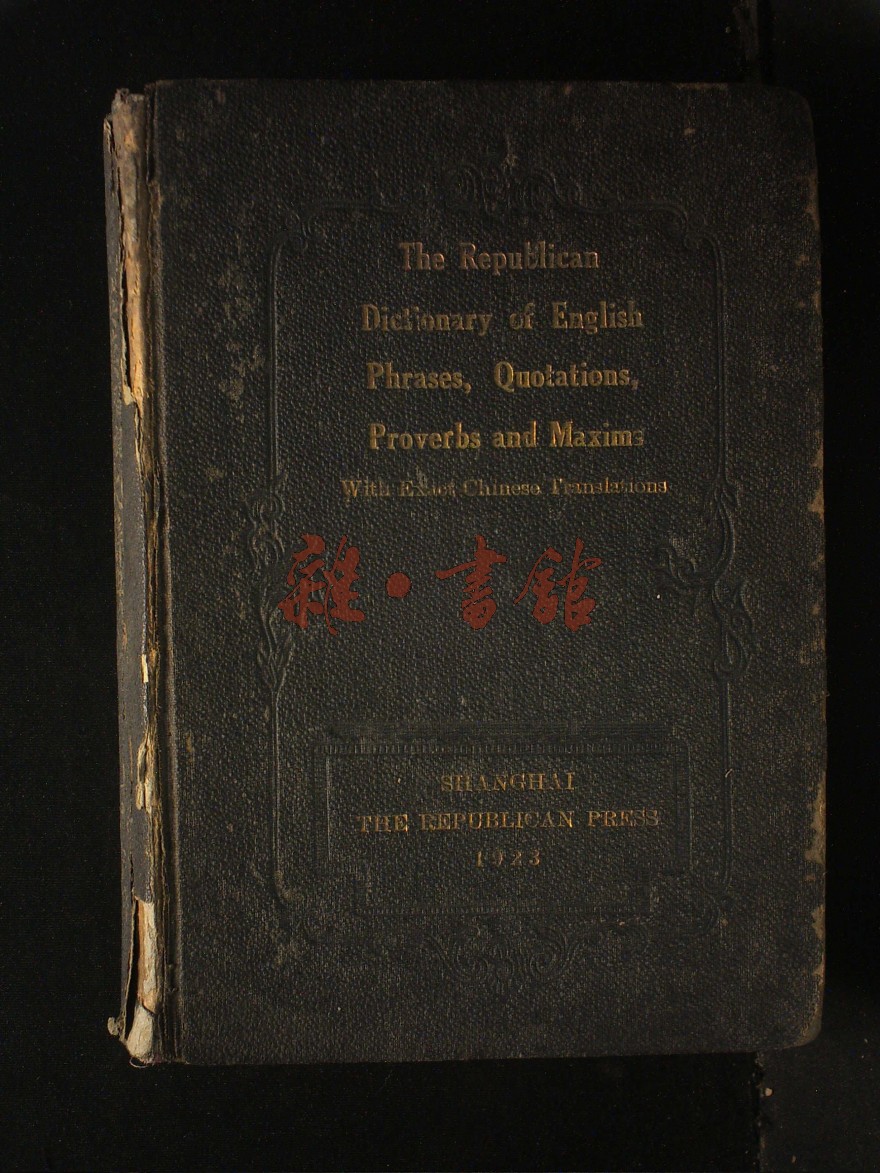 The Republican
Dictionary of English
Phrases, Quotations,
Proverbs and Maxims
With Exact Chinese Translations
雜·書館
SHANGHAI
THE REPUBLICAN PRESS
1923